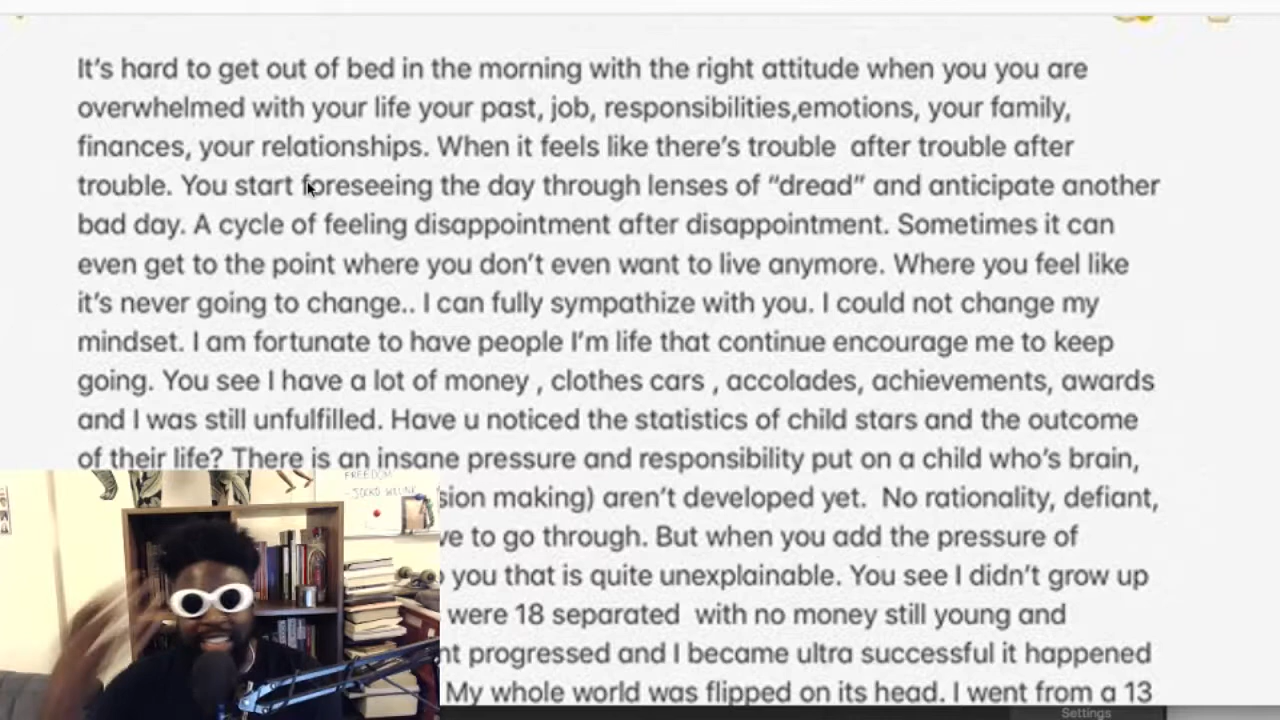 It’s hard to get out of bed in the morning with the right attitude when you you are
overwhelmed with your life your past, job, responsibilities,emotions, your family,
finances, your relationships. When it feels like there’s trouble  after trouble after
trouble. You start foreseeing the day through lenses of “dread” and anticipate another
bad day. A cycle of feeling disappointment after disappointment. Sometimes it can
even get to the point where you don’t even want to live anymore. Where you feel like
it’s never going to change.. I can fully sympathize with you. I could not change my
mindset. I am fortunate to have people I’m life that continue encourage me to keep
going. You see I have a lot of money , clothes cars , accolades, achievements, awards
and I was still unfulfilled. Have u noticed the statistics of child stars and the outcome
of their life? There is an insane pressure and responsibility put on a child who’s brain,
sion making) aren’t developed yet.  No rationality, defiant,
ve to go through. But when you add the pressure of
you that is quite unexplainable. You see I didn’t grow up
were 18 separated  with no money still young and
nt progressed and I became ultra successful it happened
My whole world was flipped on its head. I went from a 13
FREEDOM
- JOCKO WILLINK
Settings